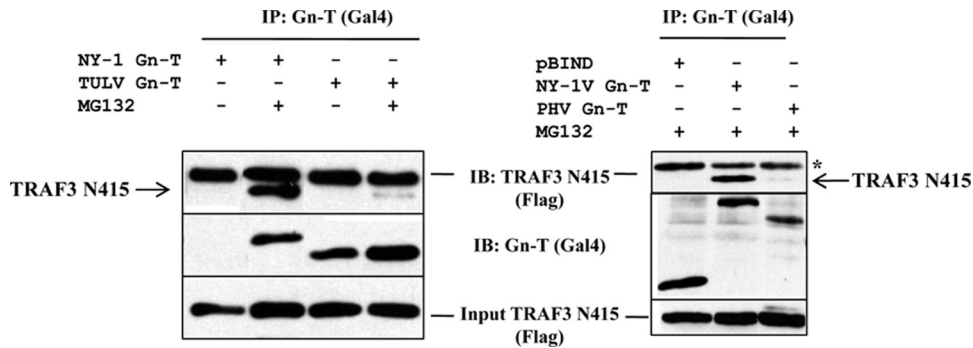 IP: Gn-T (Gal4)
NY-1 Gn-T + + - -
TULV Gn-T - - + +
MG132 - + - +
TRAF3 N415
IP: Gn-T (Gal4)
pBIND + - -
NY-1V Gn-T - + -
PHV Gn-T - - +
MG132 + + +
IB: TRAF3 N415
(Flag)
*
TRAF3 N415
IB: Gn-T (Gal4)
Input TRAF3 N415
(Flag)